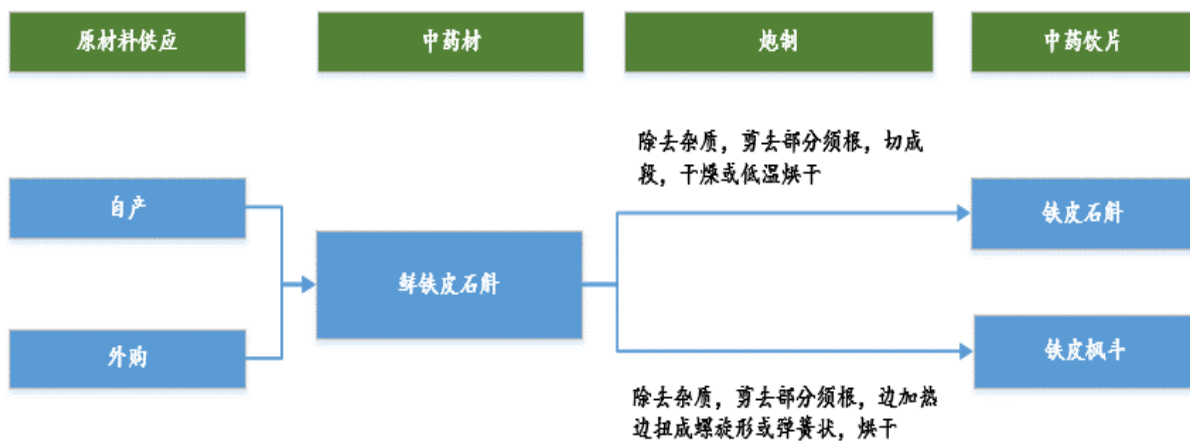 原材料供应
中药材
炮制
中药饮片
除去杂质，剪去部分须根，切成
段，干燥或低温烘干
自产
铁皮石斛
鲜铁皮石斛
外购
铁皮枫斗
除去杂质，剪去部分须根，边加热
边扭成螺旋形或弹簧状，烘干